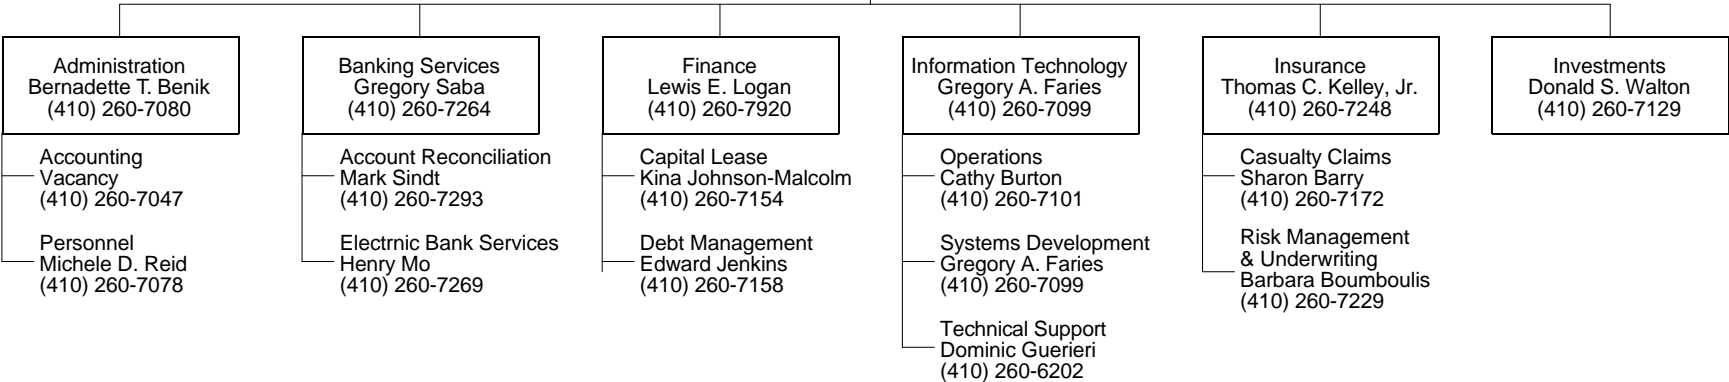 Administration
Bernadette T. Benik
(410) 260-7080
Accounting
Vacancy
(410) 260-7047
Personnel
Michele D. Reid
(410) 260-7078
Banking Services
Gregory Saba
(410) 260-7264
Account Reconciliation
Mark Sindt
(410) 260-7293
Electrnic Bank Services
Henry Mo
(410) 260-7269
Finance
Lewis E. Logan
(410) 260-7920
Capital Lease
Kina Johnson-Malcolm
(410) 260-7154
Debt Management
Edward Jenkins
(410) 260-7158
Information Technology
Gregory A. Faries
(410) 260-7099
Operations
Cathy Burton
(410) 260-7101
Systems Development
Gregory A. Faries
(410) 260-7099
Technical Support
Dominic Guerieri
(410) 260-6202
Insurance
Thomas C. Kelley, Jr.
(410) 260-7248
Casualty Claims
Sharon Barry
(410) 260-7172
Risk Management
& Underwriting
Barbara Boumboulis
(410) 260-7229
Investments
Donald S. Walton
(410) 260-7129